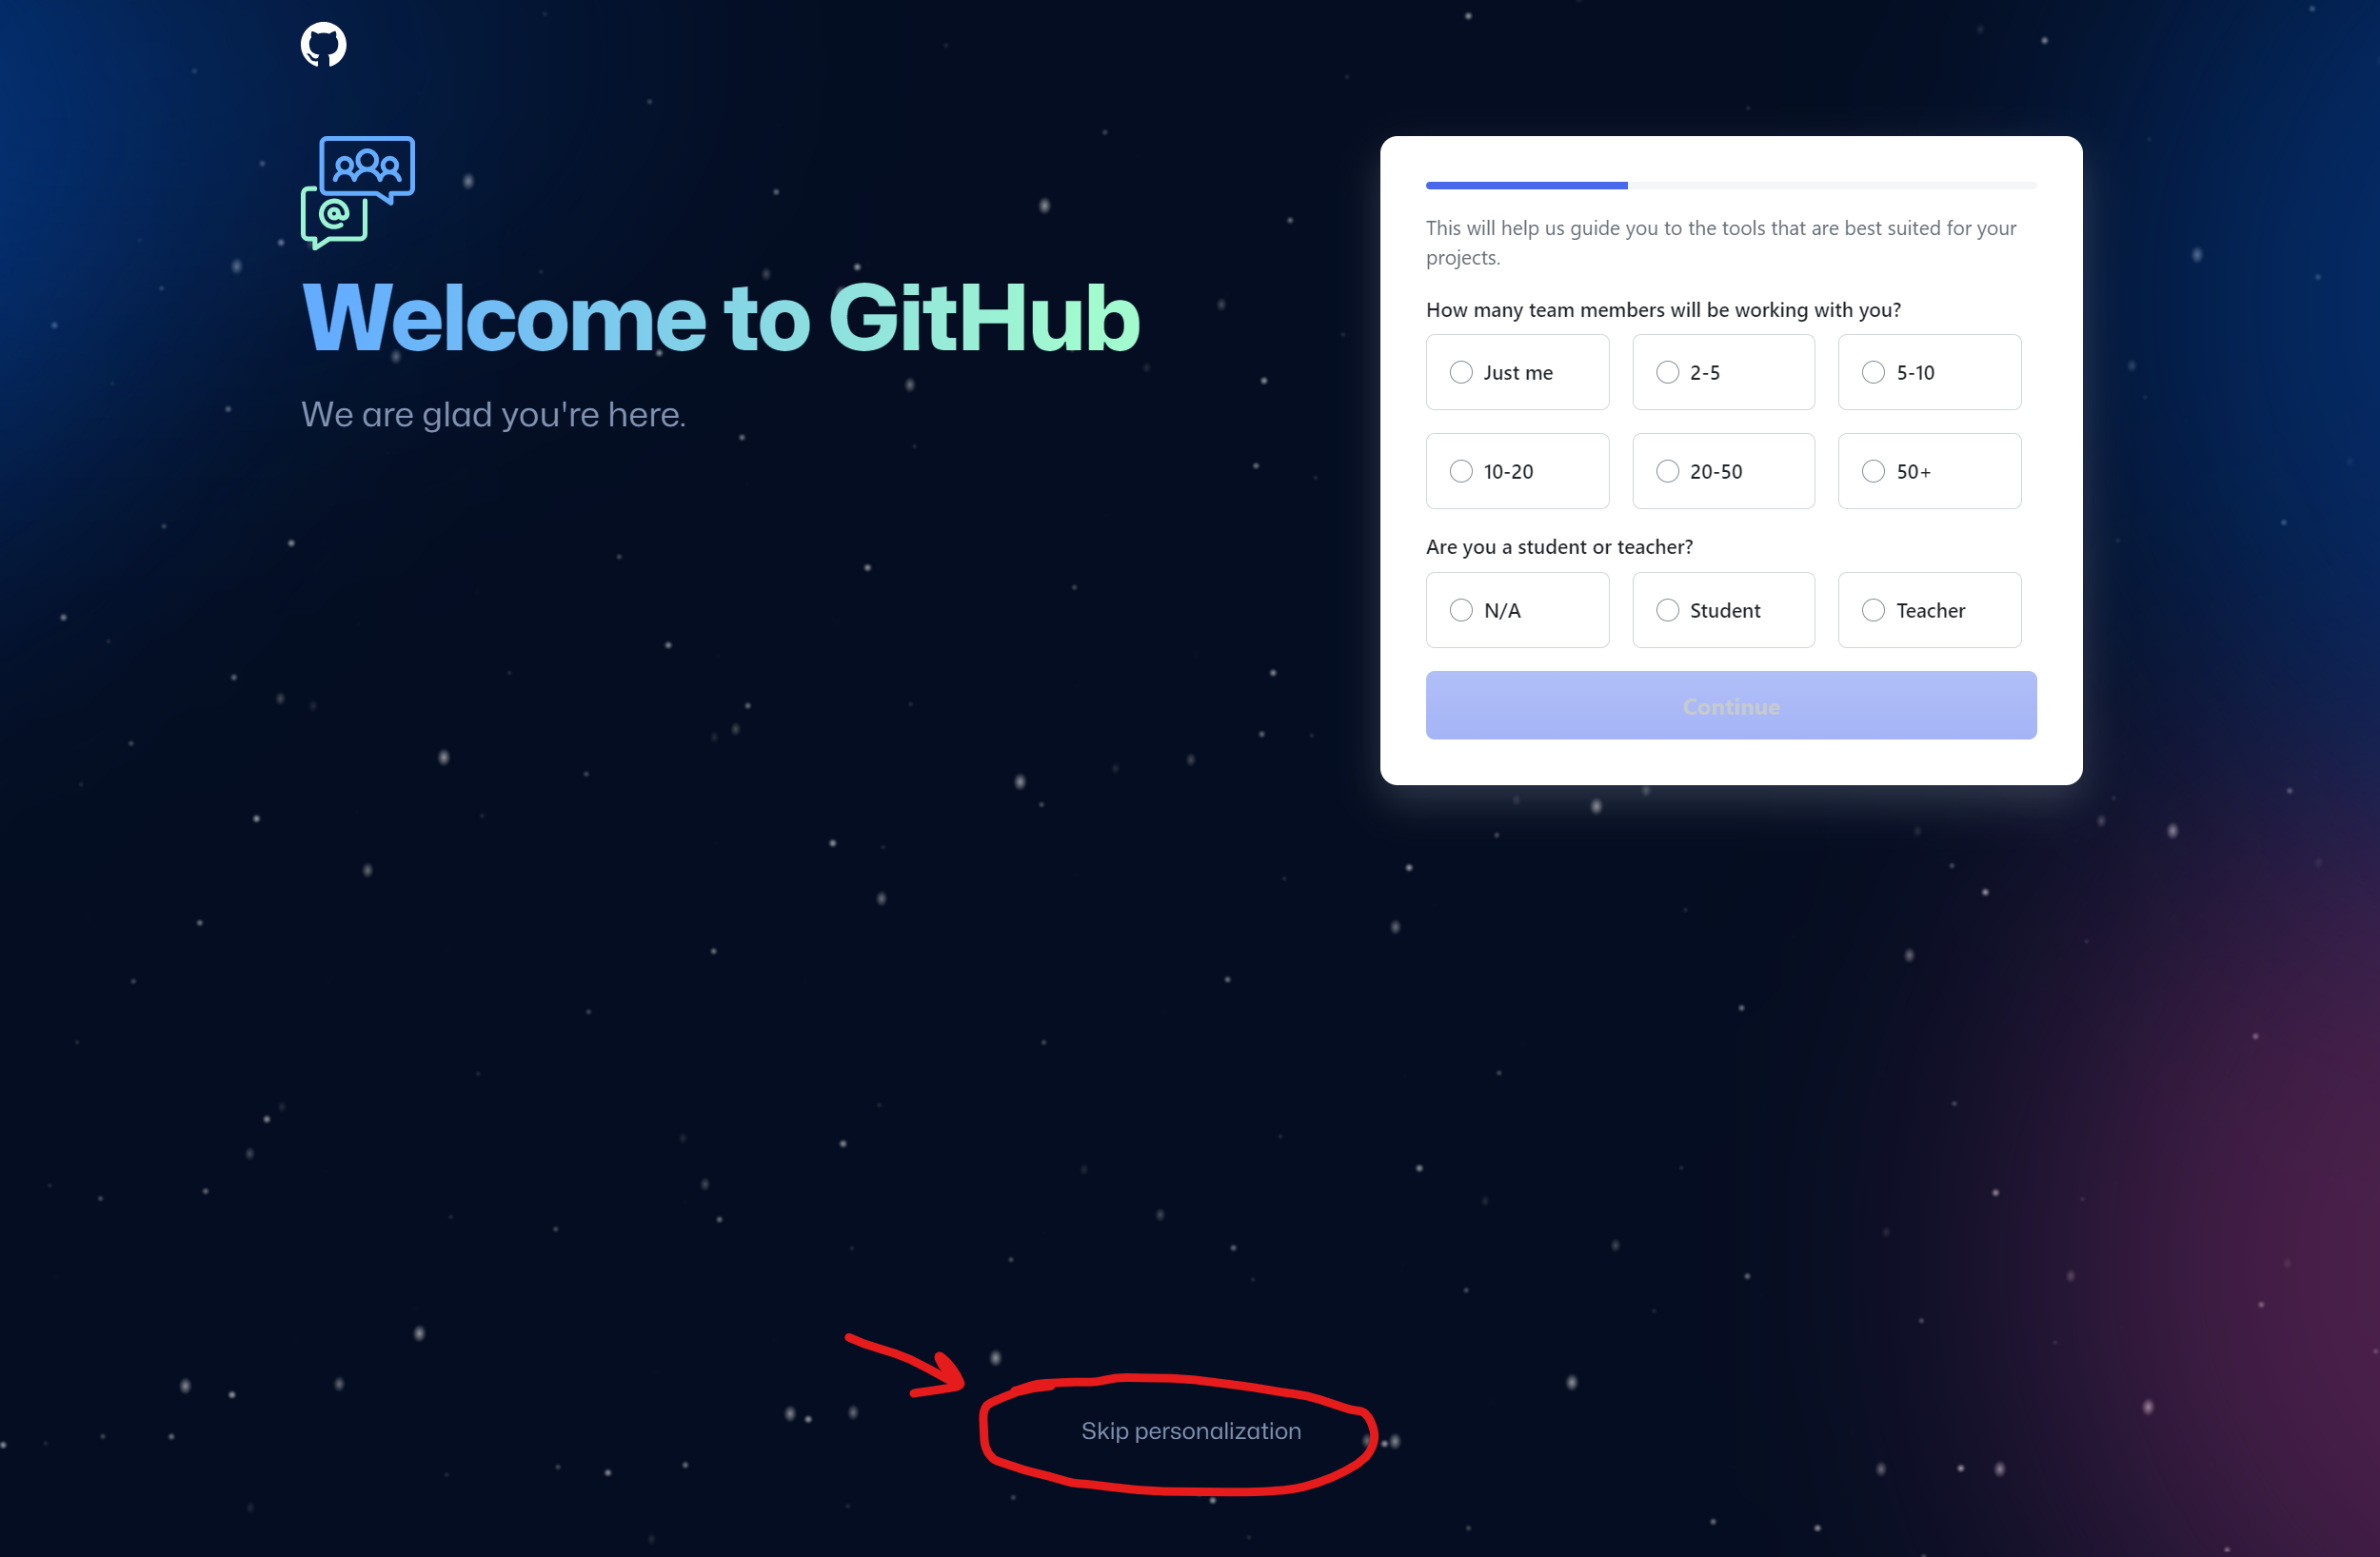 Welcome to GitHub
We are glad you're here.
This will help us guide you to the tools that are best suited for your
projects.
How many team members will be working with you?
Just me
2-5
5-10
10-20
20-50
50+
Are you a student or teacher?
N/A
Student
Teacher
Continue
Skip personalization